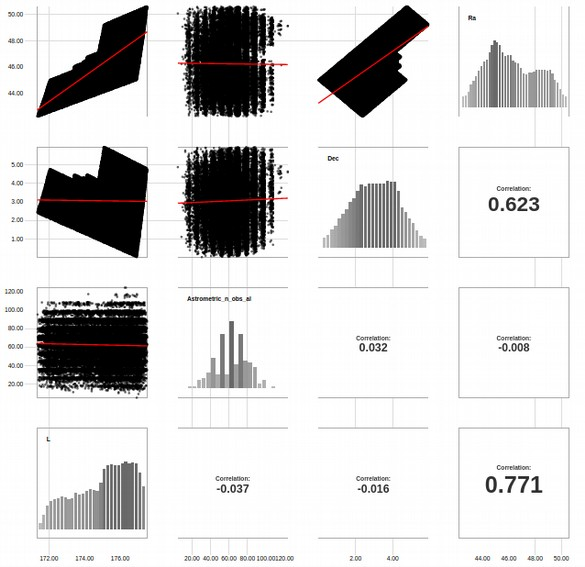 50.00
48.00
46.00
44.00
Ra
5.00
4.00
3.00
2.00
1.00
Dec
Correlation:
0.623
120.00
100.00
80.00
60.00
40.00
20.00
Astrometric_n_obs_al
Correlation:
0.032
Correlation:
-0.008
L
Correlation:
-0.037
Correlation:
-0.016
Correlation:
0.771
172.00 174.00 176.00 20.00 40.00 60.00 80.00 100.00 120.00 2.00 4.00 44.00 46.00 48.00 50.00